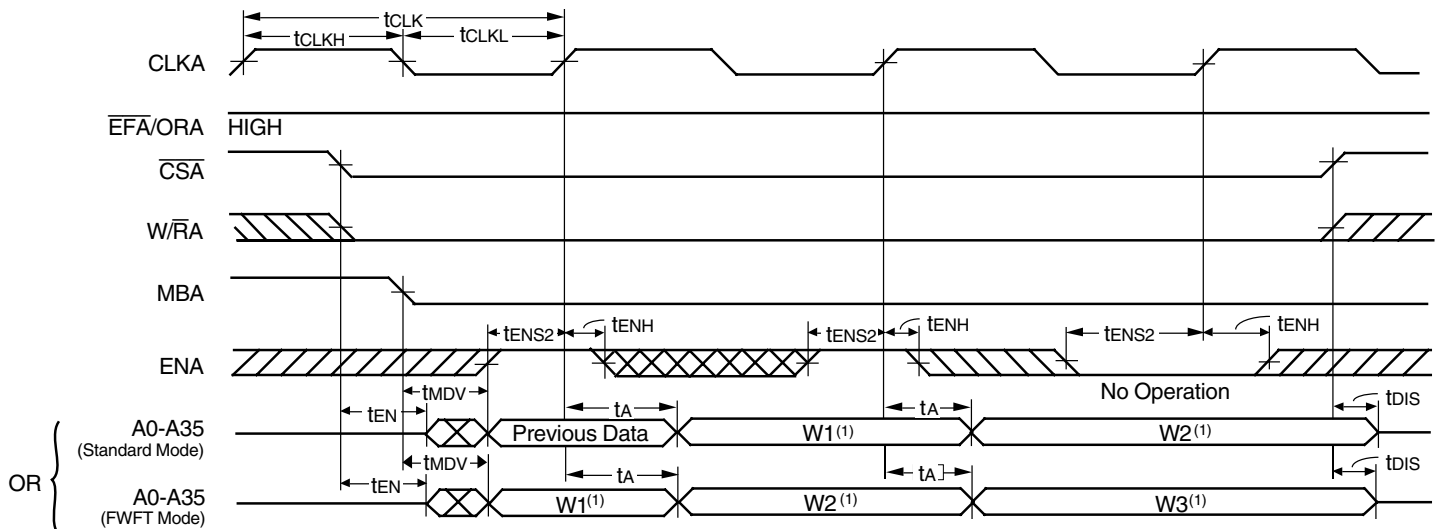 tCLK
tCLKH tCLKL
CLKA
EFA/ORA HIGH
CSA
W/RA
MBA
tENS2 tENH tENS2 tENH tENS2 tENH
ENA
No Operation
tMDV
tEN tA tA tDIS
A0-A35 Previous Data W1(1) W2(1)
(Standard Mode)
tMDV
tEN tA tA tDIS
OR
A0-A35 W1(1) W2(1) W3(1)
(FWFT Mode)